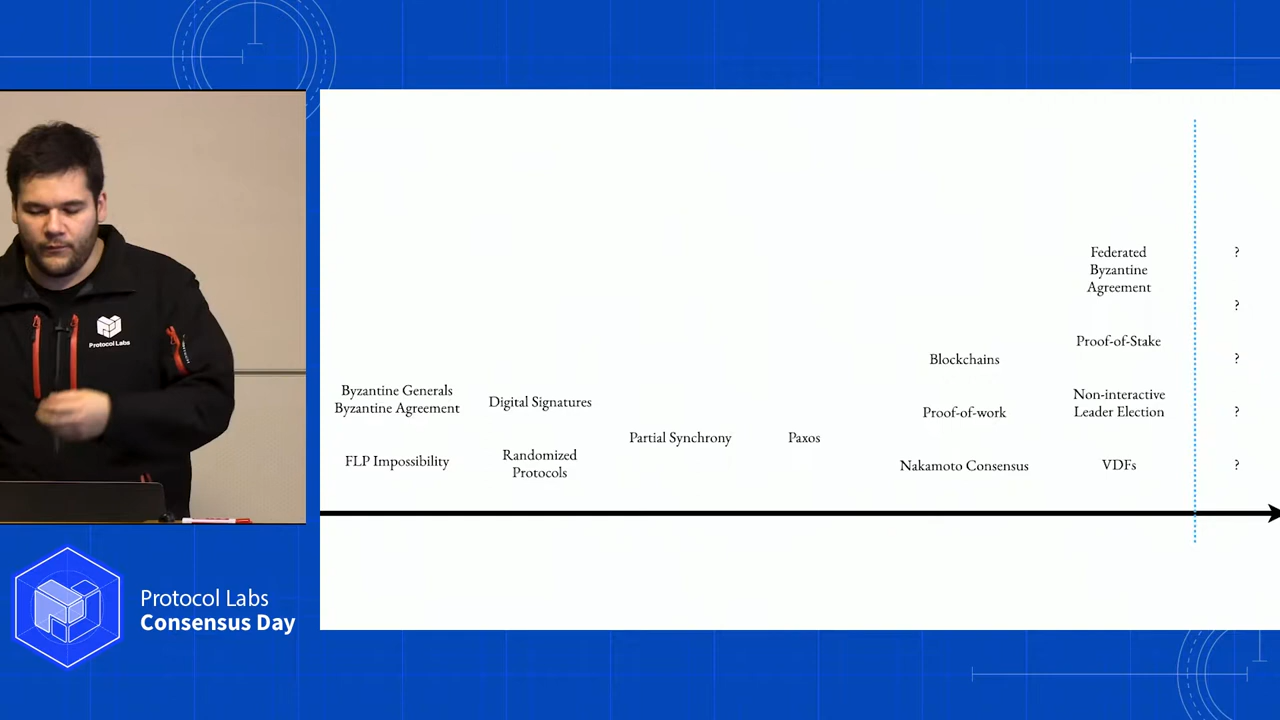 Federated
Byzantine
Agreement
?
?
Proof-of-Stake
Blockchains
?
Byzantine Generals
Byzantine Agreement
Digital Signatures
Proof-of-work
Non-interactive
Leader Election
?
Partial Synchrony
Paxos
FLP Impossibility
Randomized
Protocols
Nakamoto Consensus
VDFs
?
Protocol Labs
Protocol Labs
Consensus Day